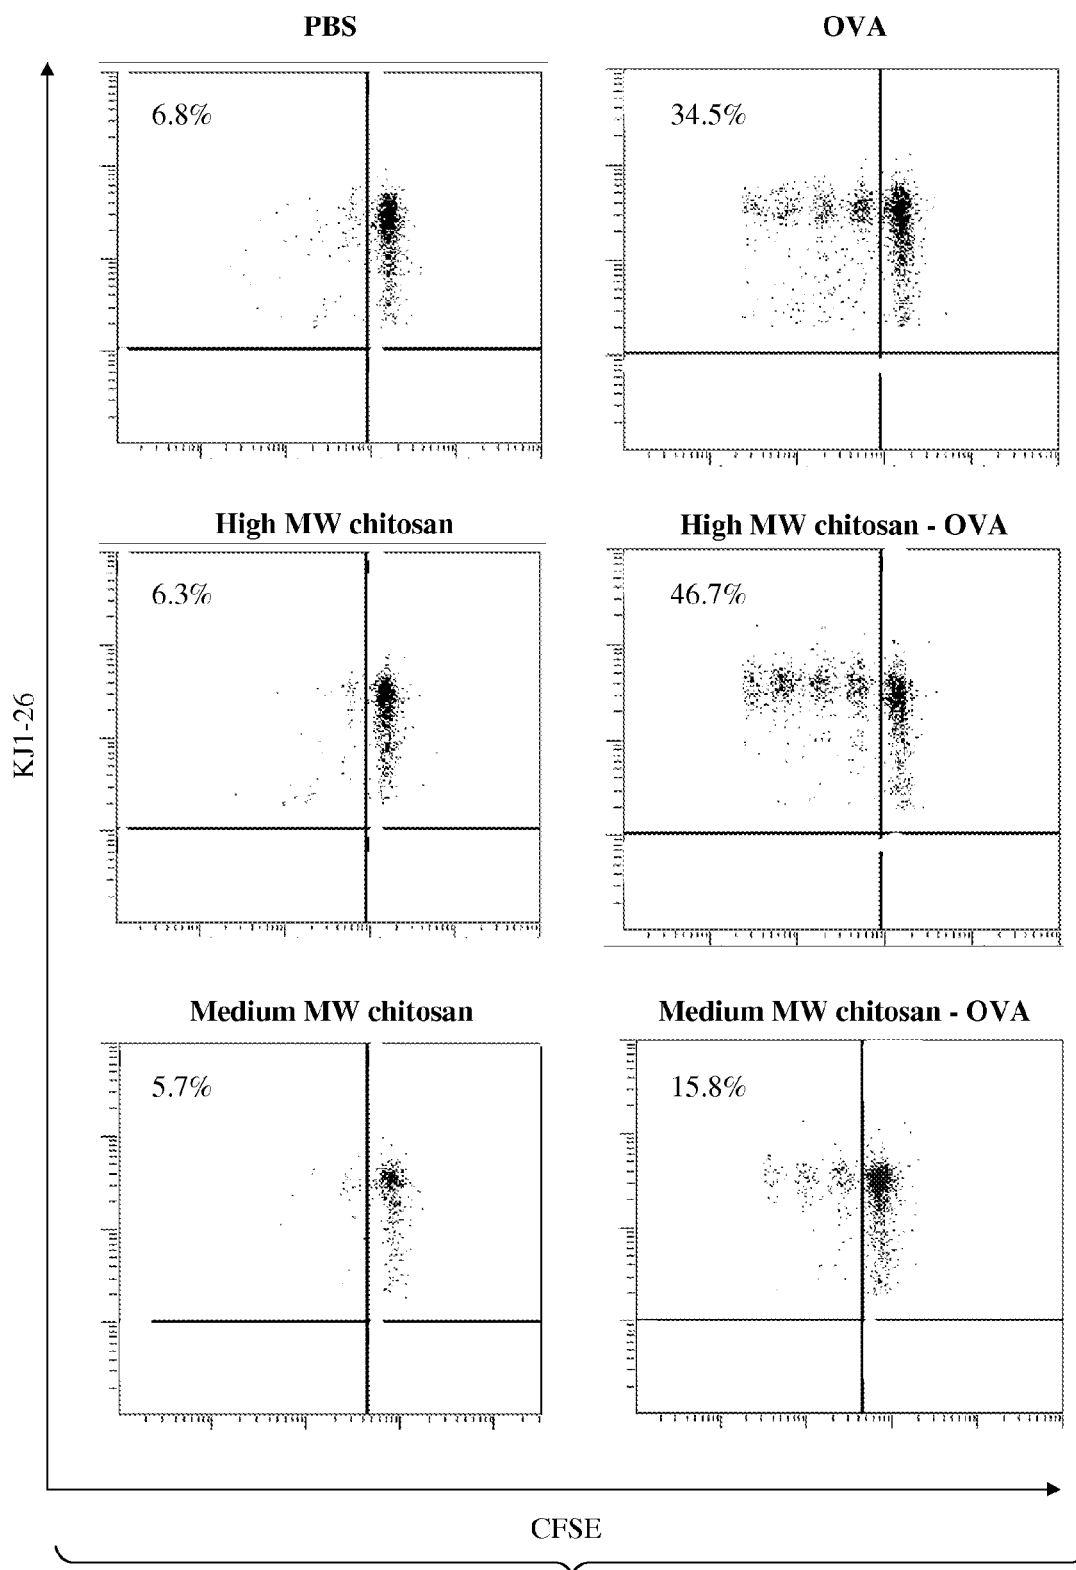 PBS
OVA
6.8%
34.5%
High MW chitosan
High MW chitosan - OVA
6.3%
46.7%
KJ1-26
Medium MW chitosan
Medium MW chitosan - OVA
5.7%
15.8%
CFSE